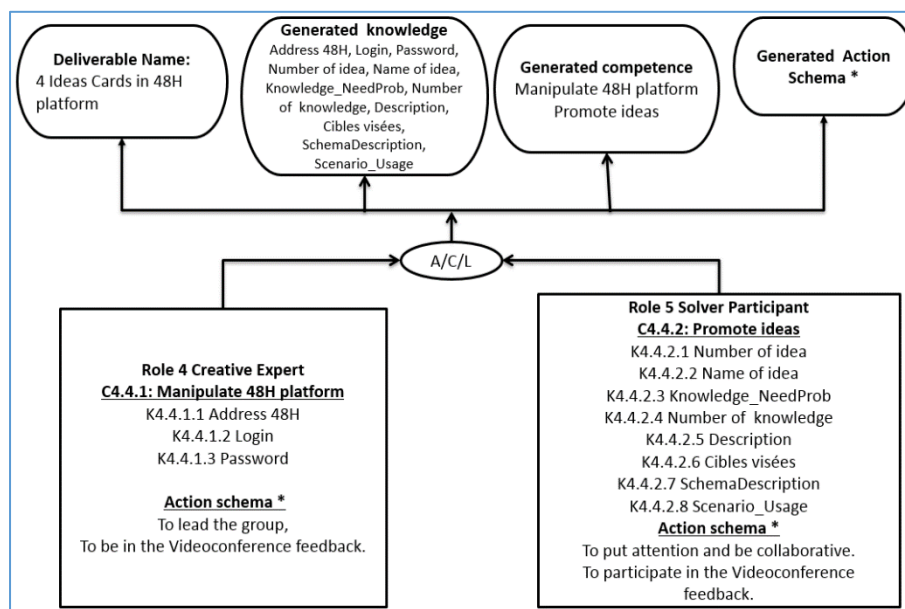 Deliverable Name:
4 Ideas Cards in 48H
platform
Generated knowledge
Address 48H, Login, Password,
Number of idea, Name of idea,
Knowledge_NeedProb, Number
of knowledge, Description,
Cibles visées,
SchemaDescription,
Scenario_Usage
Generated competence
Manipulate 48H platform
Promote ideas
Generated Action
Schema *
A/C/L
Role 4 Creative Expert
C4.4.1: Manipulate 48H platform
K4.4.1.1 Address 48H
K4.4.1.2 Login
K4.4.1.3 Password
Action schema *
To lead the group,
To be in the Videoconference feedback.
Role 5 Solver Participant
C4.4.2: Promote ideas
K4.4.2.1 Number of idea
K4.4.2.2 Name of idea
K4.4.2.3 Knowledge_NeedProb
K4.4.2.4 Number of knowledge
K4.4.2.5 Description
K4.4.2.6 Cibles visées
K4.4.2.7 SchemaDescription
K4.4.2.8 Scenario_Usage
Action schema *
To put attention and be collaborative.
To participate in the Videoconference
feedback.